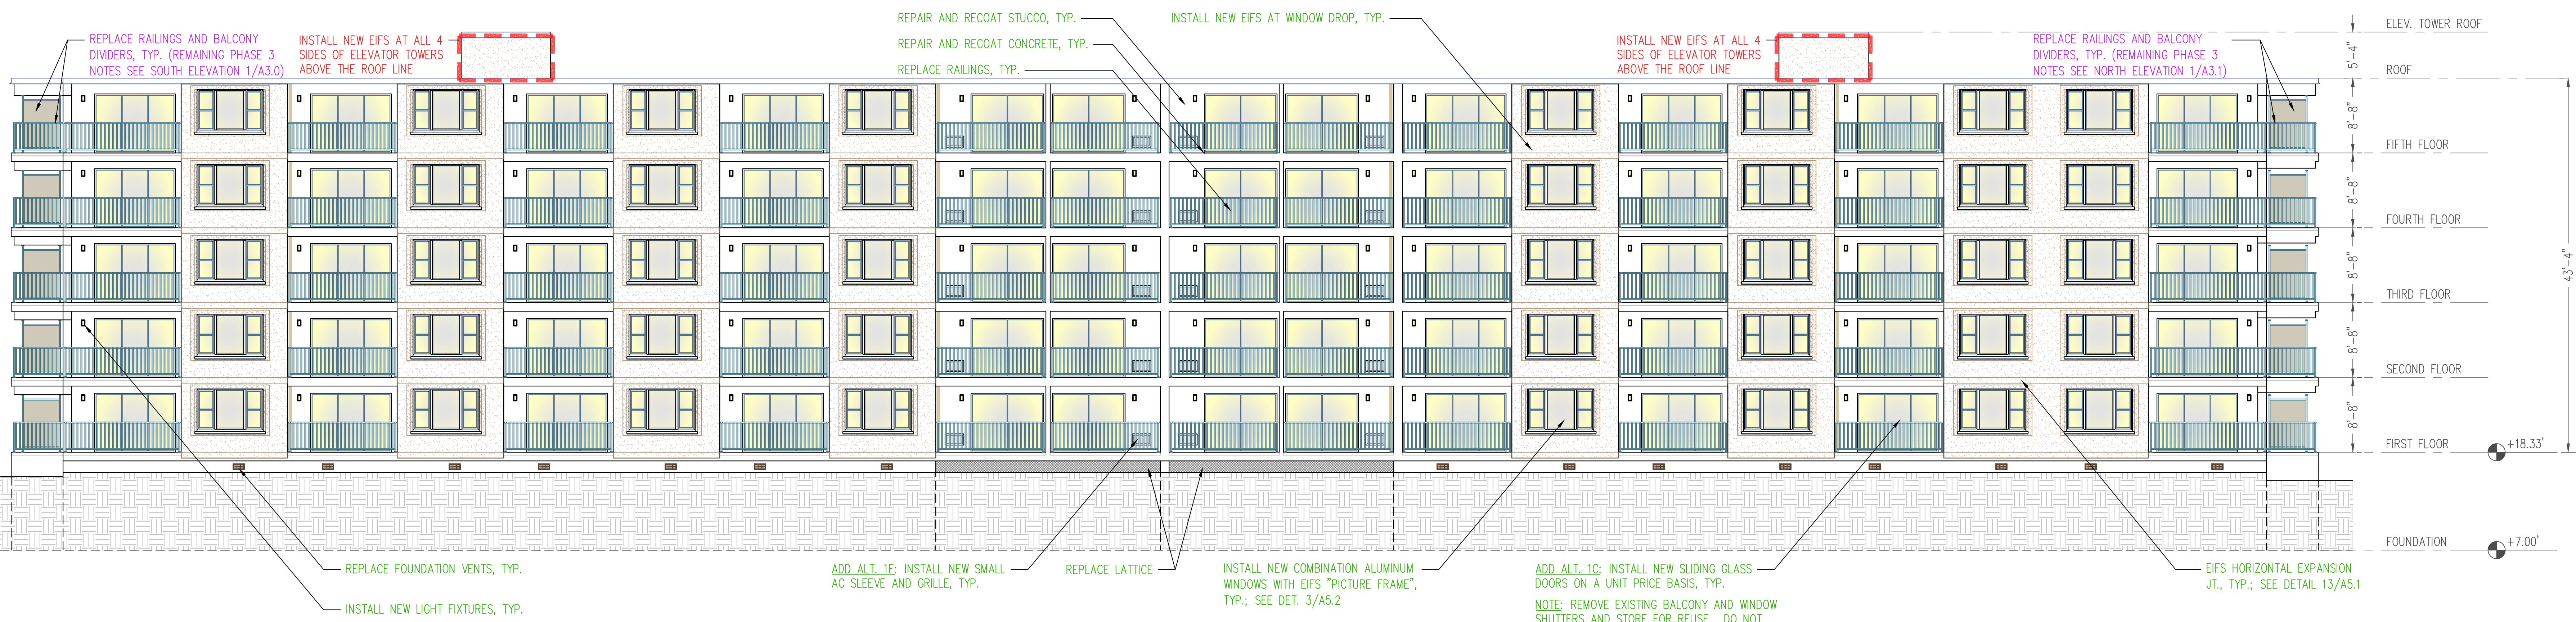 REPLACE RAILINGS AND BALCONY
DIVIDERS, TYP. (REMAINING PHASE 3
NOTES SEE SOUTH ELEVATION 1/A3.0)
INSTALL NEW EIFS AT ALL 4
SIDES OF ELEVATOR TOWERS
ABOVE THE ROOF LINE
REPAIR AND RECOAT STUCCO, TYP.
REPAIR AND RECOAT CONCRETE, TYP.
REPLACE RAILINGS, TYP.
INSTALL NEW EIFS AT WINDOW DROP, TYP.
INSTALL NEW EIFS AT ALL 4
SIDES OF ELEVATOR TOWERS
ABOVE THE ROOF LINE
REPLACE RAILINGS AND BALCONY
DIVIDERS, TYP. (REMAINING PHASE 3
NOTES SEE NORTH ELEVATION 1/A3.1)
ELEV. TOWER ROOF
5'-4"
ROOF
8'-8"
FIFTH FLOOR
8'-8"
FOURTH FLOOR
8'-8"
43'-4"
THIRD FLOOR
8'-8"
SECOND FLOOR
8'-8"
FIRST FLOOR
+18.33'
FOUNDATION
+7.00'
REPLACE FOUNDATION VENTS, TYP.
INSTALL NEW LIGHT FIXTURES, TYP.
ADD ALT. 1F: INSTALL NEW SMALL
AC SLEEVE AND GRILLE, TYP.
REPLACE LATTICE
INSTALL NEW COMBINATION ALUMINUM
WINDOWS WITH EIFS "PICTURE FRAME",
TYP.; SEE DET. 3/A5.2
ADD ALT. 1C: INSTALL NEW SLIDING GLASS
DOORS ON A UNIT PRICE BASIS, TYP.
NOTE: REMOVE EXISTING BALCONY AND WINDOW
SHUTTERS AND STORE FOR REUSE. DO NOT
EIFS HORIZONTAL EXPANSION
JT., TYP.; SEE DETAIL 13/A5.1